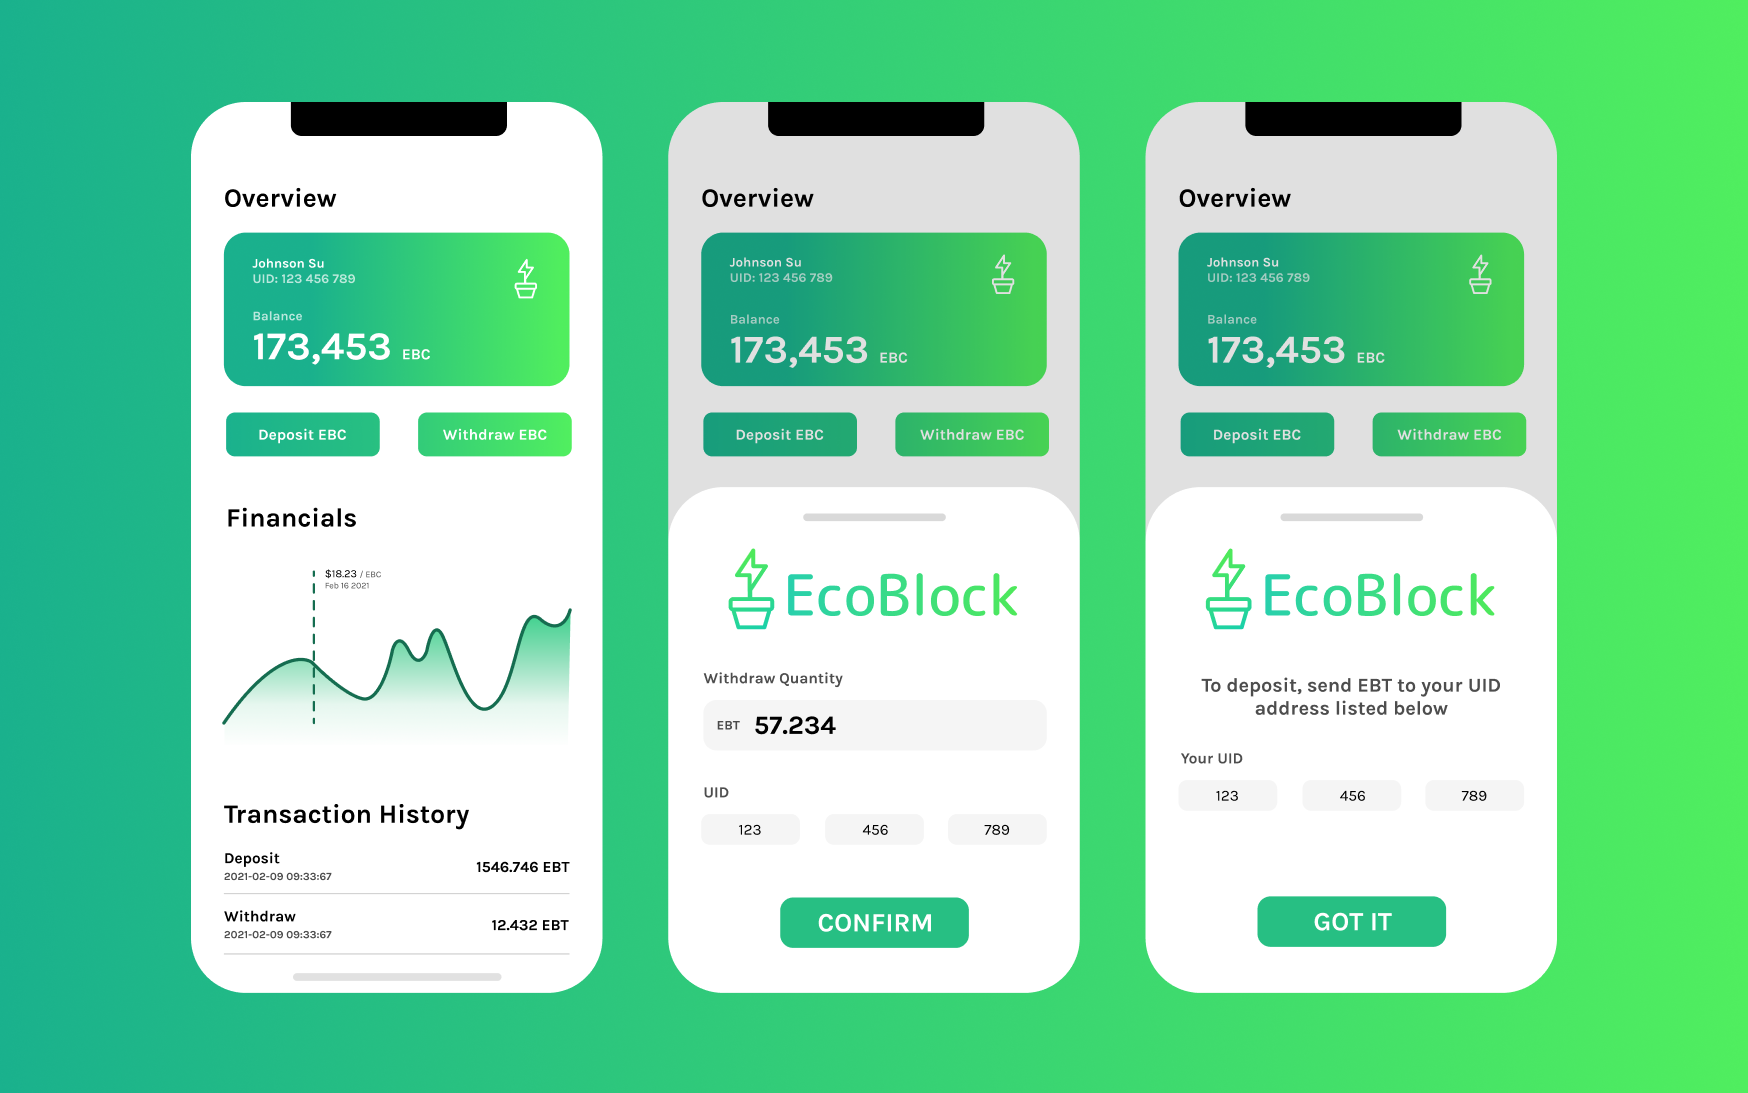 Overview
Johnson Su
UID: 123 456 789
Balance
173,453 EBC
Deposit EBC
Withdraw EBC
Financials
$18.23 / EBC
Feb 16 2021
Transaction History
Deposit
2021-02-09 09:33:67
1546.746 EBT
Withdraw
2021-02-09 09:33:67
12.432 EBT
Overview
Johnson Su
UID: 123 456 789
Balance
173,453 EBC
Deposit EBC
Withdraw EBC
EcoBlock
Withdraw Quantity
EBT 57.234
UID
123 456 789
CONFIRM
Overview
Johnson Su
UID: 123 456 789
Balance
173,453 EBC
Deposit EBC
Withdraw EBC
EcoBlock
To deposit, send EBT to your UID
address listed below
Your UID
123 456 789
GOT IT